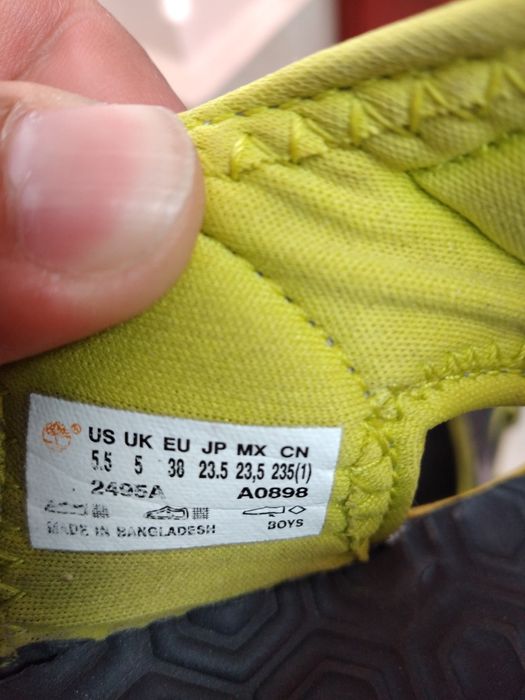 US UK EU JP MX CN
5.5 5 38 23.5 23,5 235(1)
2495A A0898
MADE IN BANGLADESH BOYS